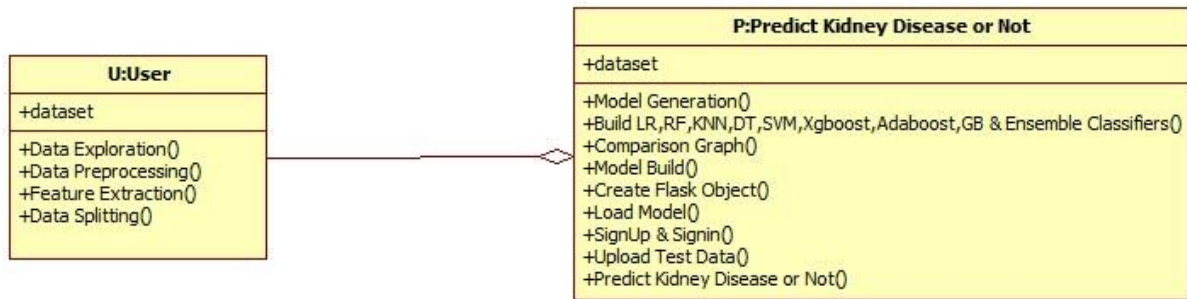 U:User
+dataset
+Data Exploration()
+Data Preprocessing()
+Feature Extraction()
+Data Splitting()
P:Predict Kidney Disease or Not
+dataset
+Model Generation()
+Build LR,RF,KNN,DT,SVM,Xgboost,Adaboost,GB & Ensemble Classifiers()
+Comparison Graph()
+Model Build()
+Create Flask Object()
+Load Model()
+SignUp & Signin()
+Upload Test Data()
+Predict Kidney Disease or Not()